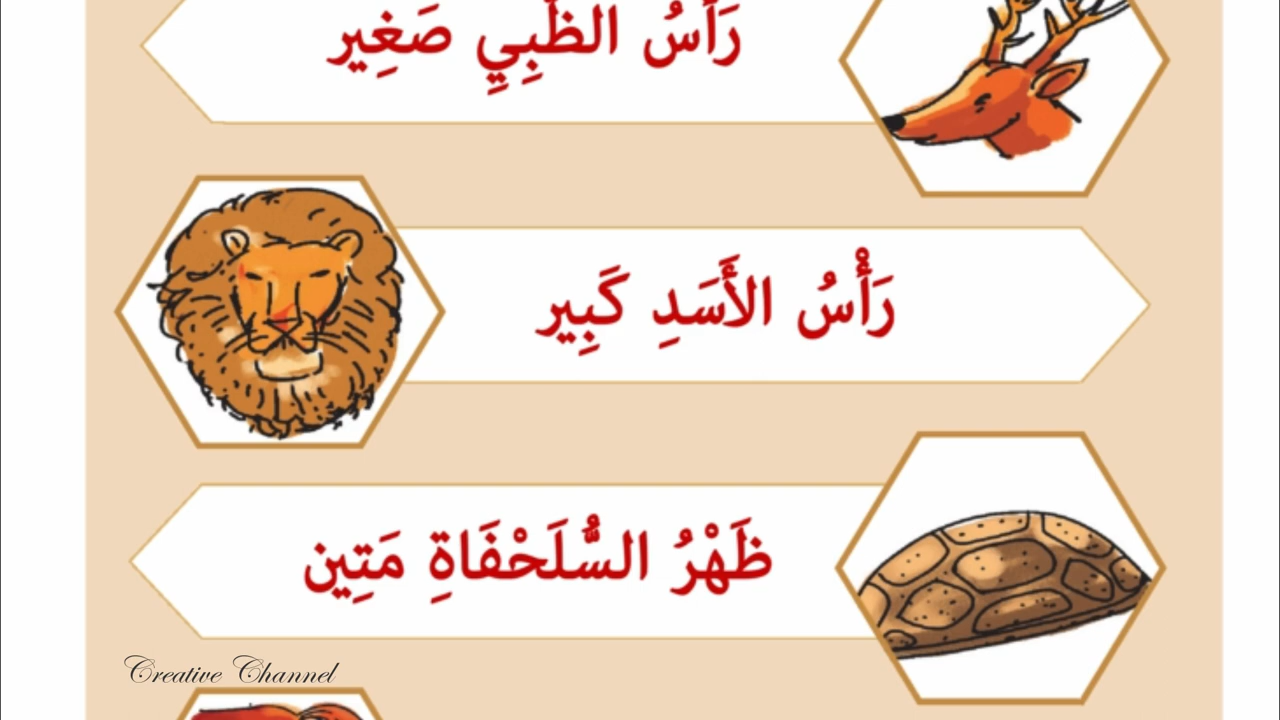 رَأْسُ الظَّبِيِ صَغِير
رَأْسُ الأَسَدِ كَبِير
ظَهْرُ السُّلَحْفَاةِ مَتِين
Creative Channel